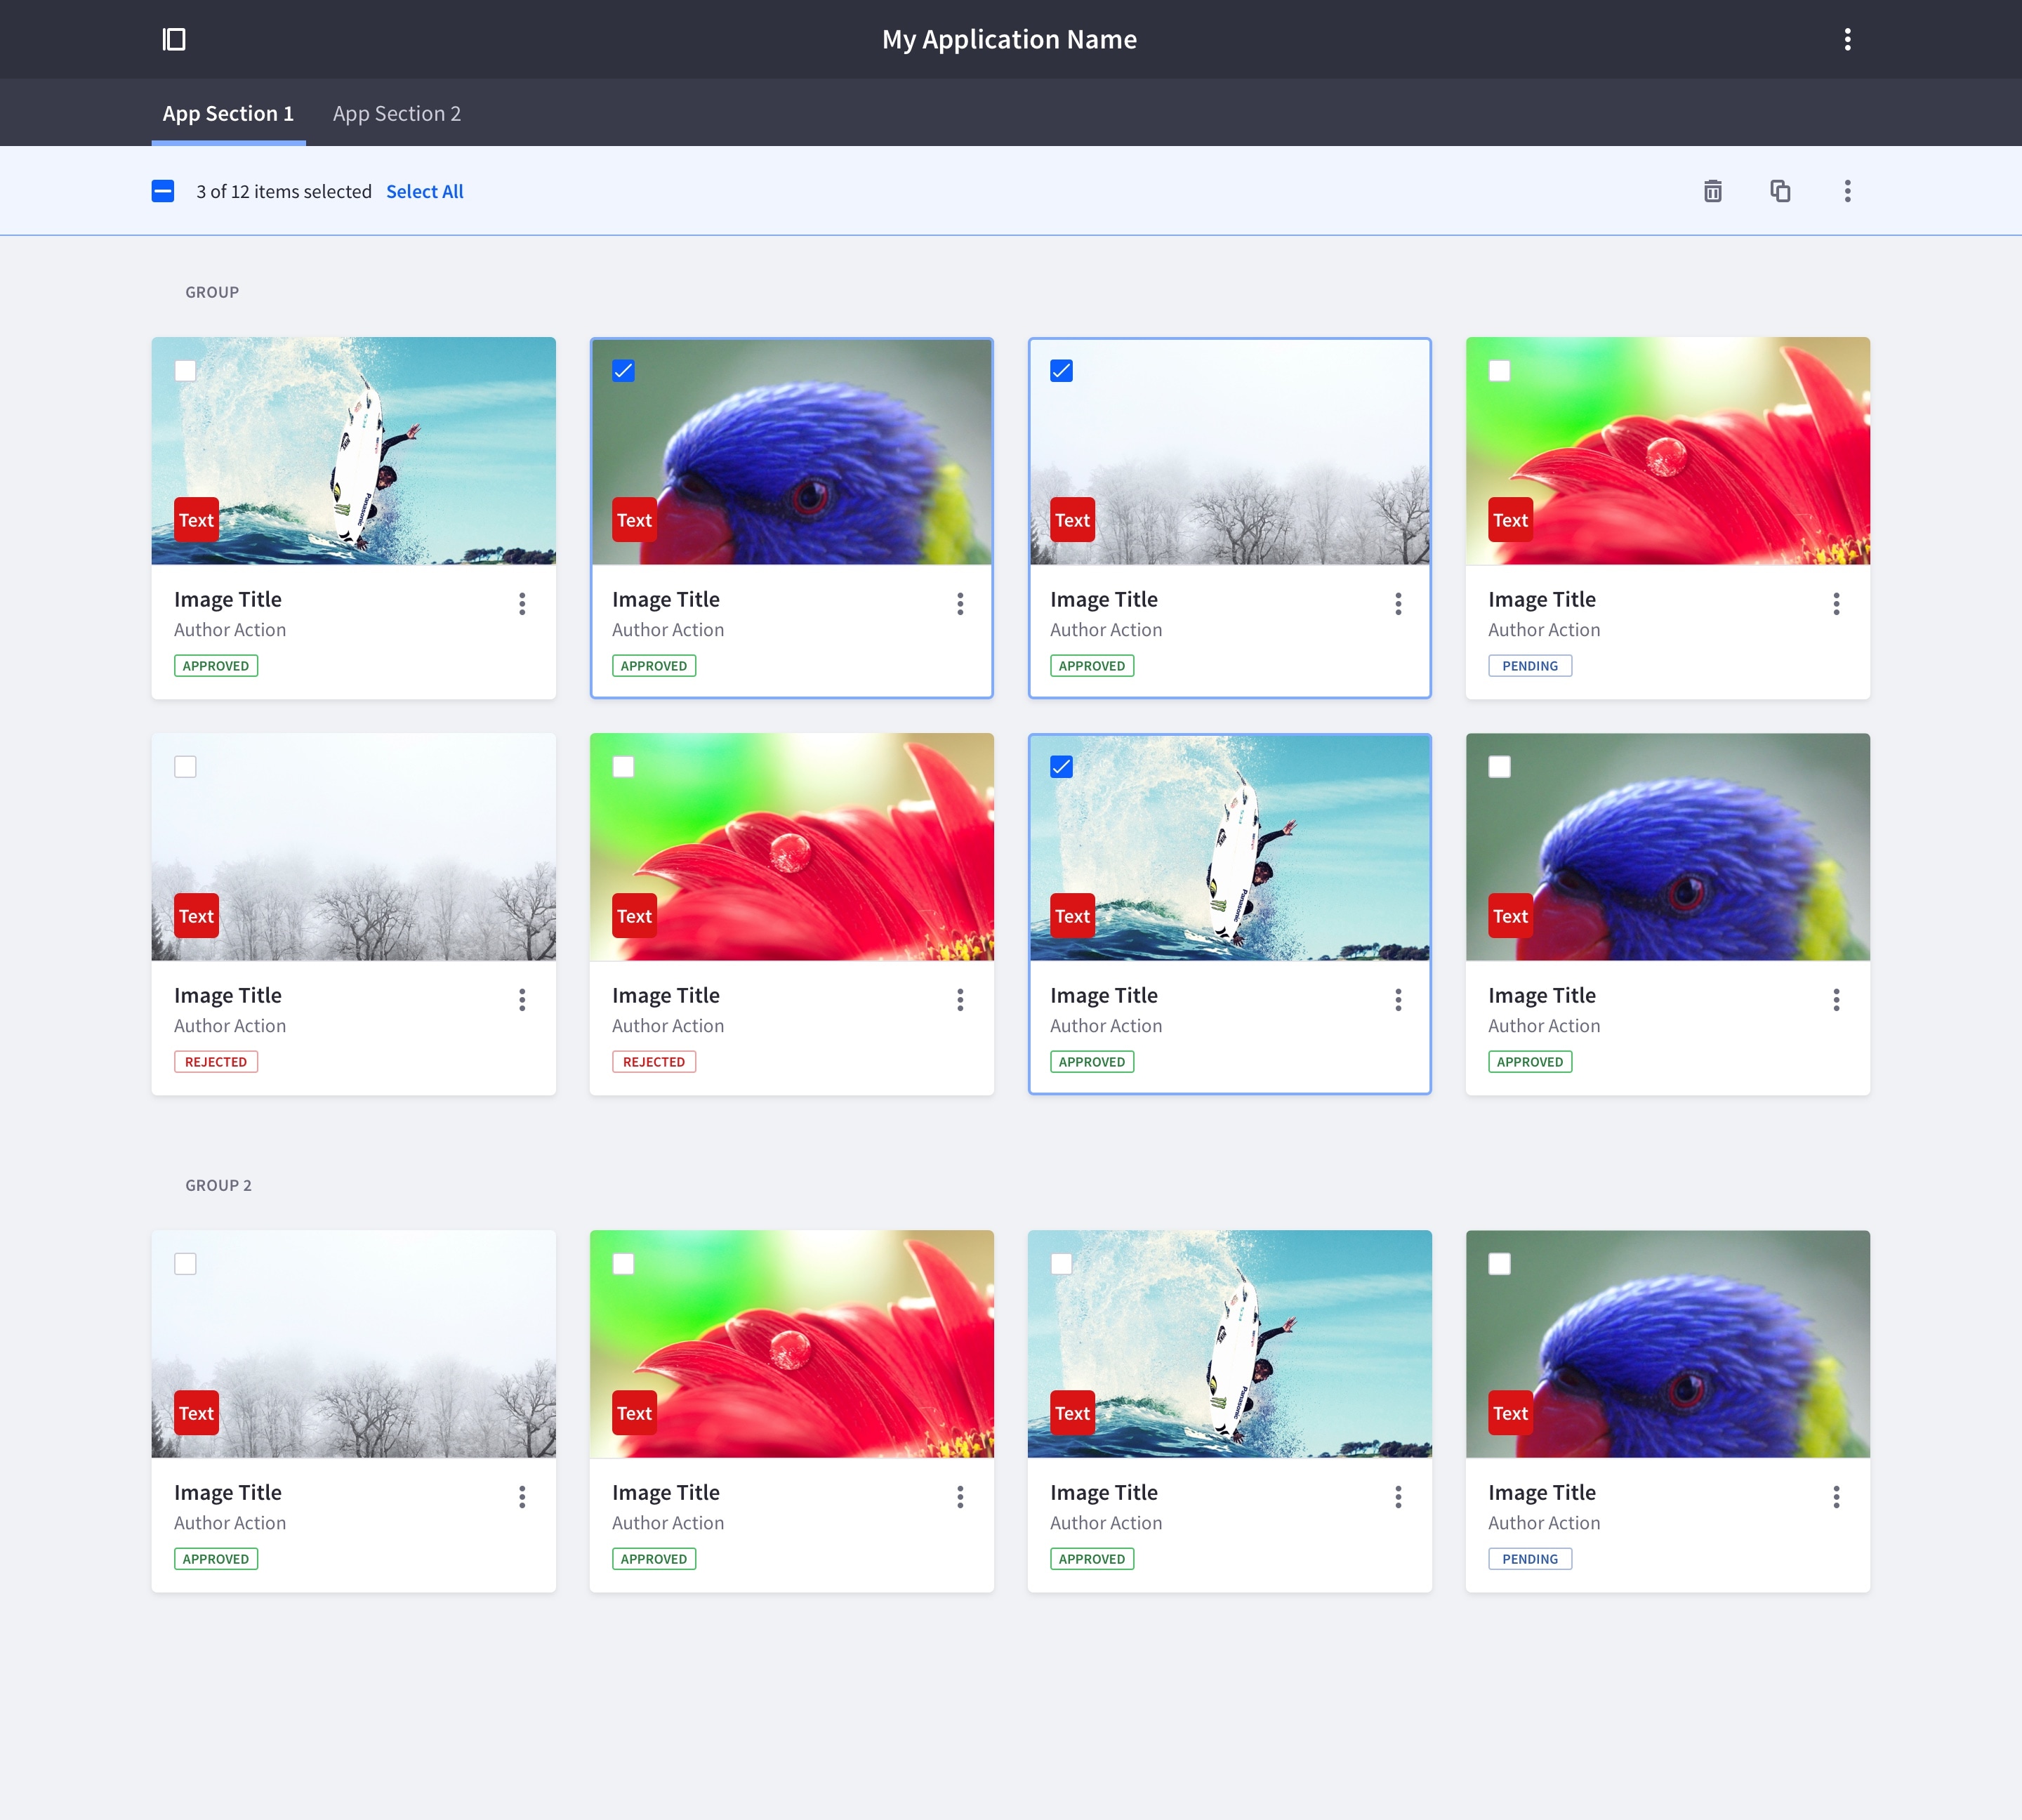 My Application Name
App Section 1 App Section 2
3 of 12 items selected Select All
GROUP
Text Text Text Text
Image Title Image Title Image Title Image Title
Author Action Author Action Author Action Author Action
APPROVED APPROVED APPROVED PENDING
Text Text Text Text
Image Title Image Title Image Title Image Title
Author Action Author Action Author Action Author Action
REJECTED REJECTED APPROVED APPROVED
GROUP 2
Text Text Text Text
Image Title Image Title Image Title Image Title
Author Action Author Action Author Action Author Action
APPROVED APPROVED APPROVED PENDING